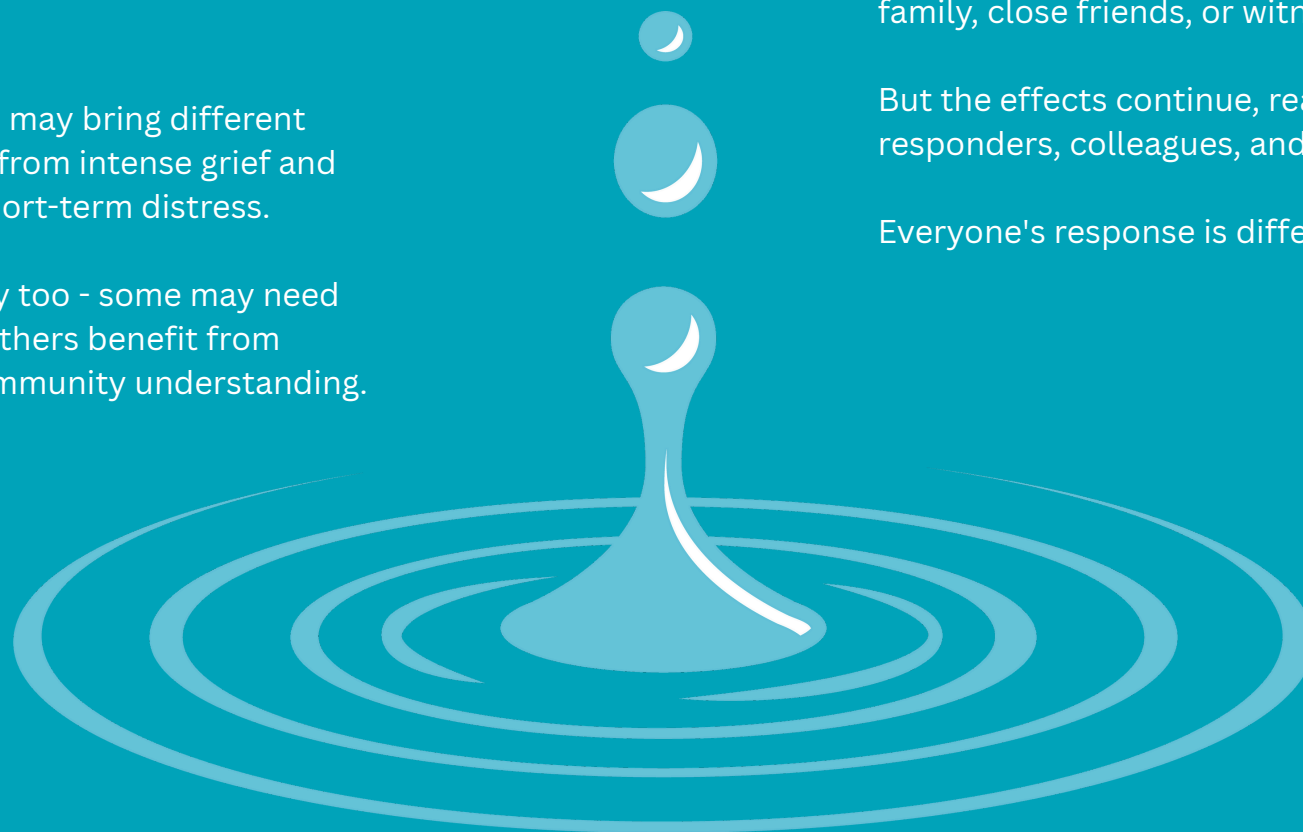 may bring different
from intense grief and
ort-term distress.
y too - some may need
thers benefit from
mmunity understanding.
family, close friends, or witn
But the effects continue, rea
responders, colleagues, and
Everyone's response is diffe